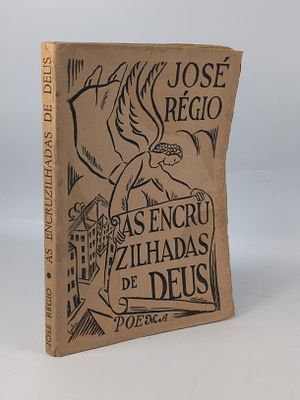 JOSÉ RÉGIO • AS ENCRUZILHADAS DE DEUS
JOSÉ
RÉGIO
AS ENCRU
ZILHADAS
DE DEUS
POEMA